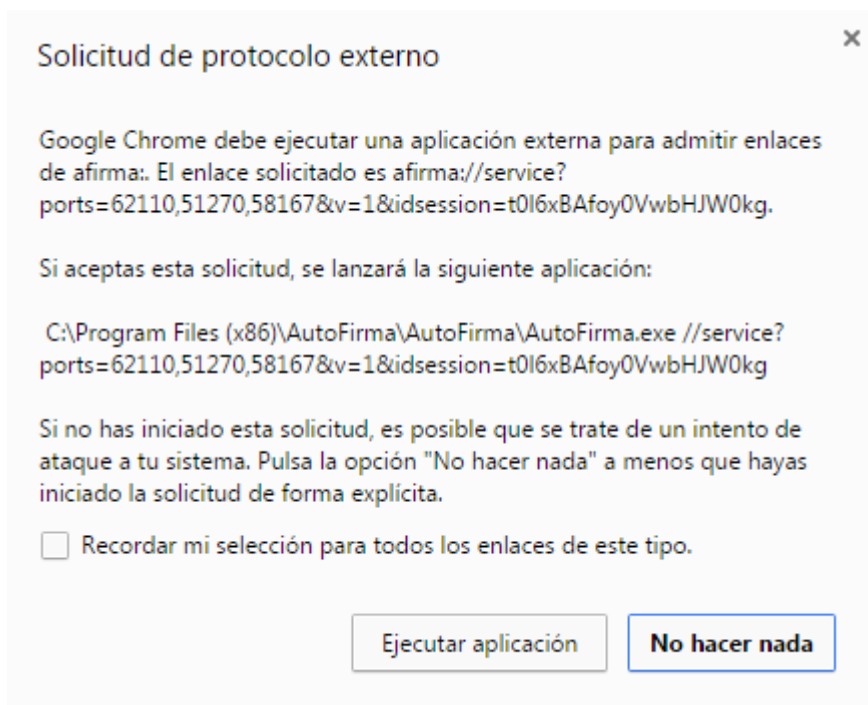 Solicitud de protocolo externo
Google Chrome debe ejecutar una aplicación externa para admitir enlaces
de afirma:. El enlace solicitado es afirma://service?
ports=62110,51270,58167&v=1&idsession=t0I6xBAfoy0VwbHJW0kg.
Si aceptas esta solicitud, se lanzará la siguiente aplicación:
C:\Program Files (x86)\AutoFirma\AutoFirma\AutoFirma.exe //service?
ports=62110,51270,58167&v=1&idsession=t0I6xBAfoy0VwbHJW0kg
Si no has iniciado esta solicitud, es posible que se trate de un intento de
ataque a tu sistema. Pulsa la opción "No hacer nada" a menos que hayas
iniciado la solicitud de forma explícita.
Recordar mi selección para todos los enlaces de este tipo.
Ejecutar aplicación No hacer nada